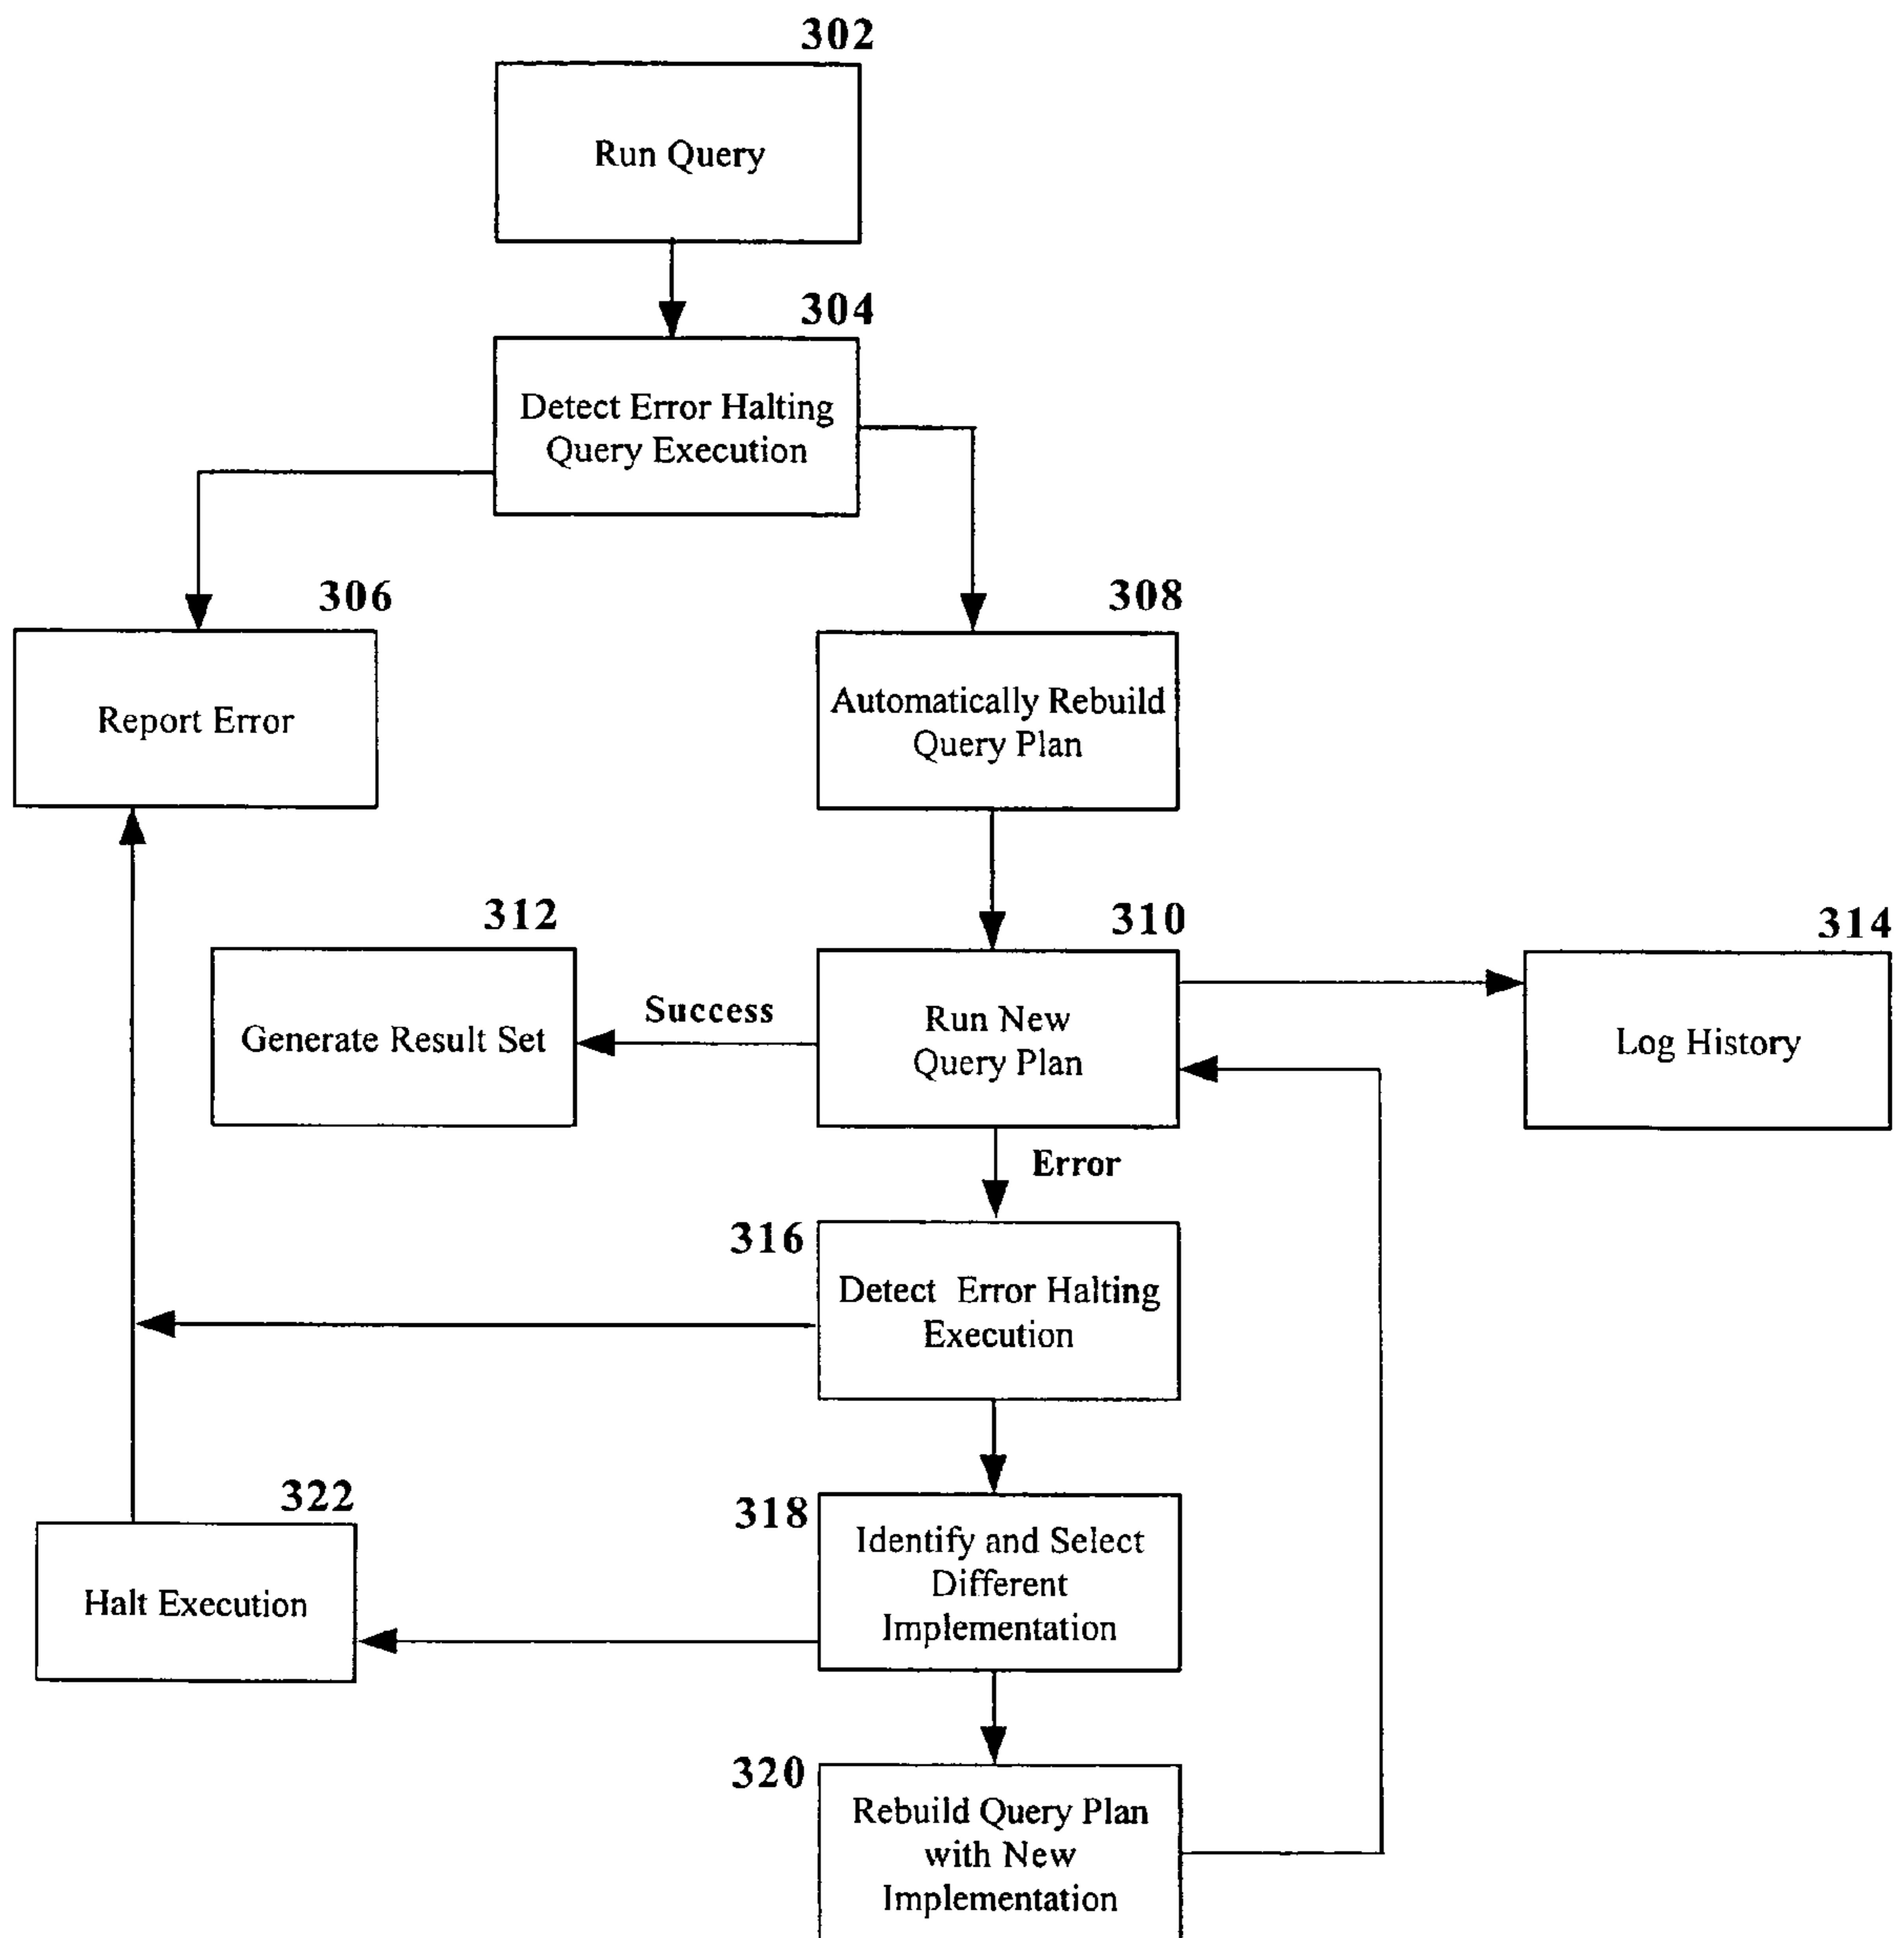 302
Run Query
304
Detect Error Halting
Query Execution
306
Report Error
308
Automatically Rebuild
Query Plan
312
Generate Result Set
Success
310
Run New
Query Plan
314
Log History
Error
316
Detect Error Halting
Execution
322
Halt Execution
318
Identify and Select
Different
Implementation
320
Rebuild Query Plan
with New
Implementation